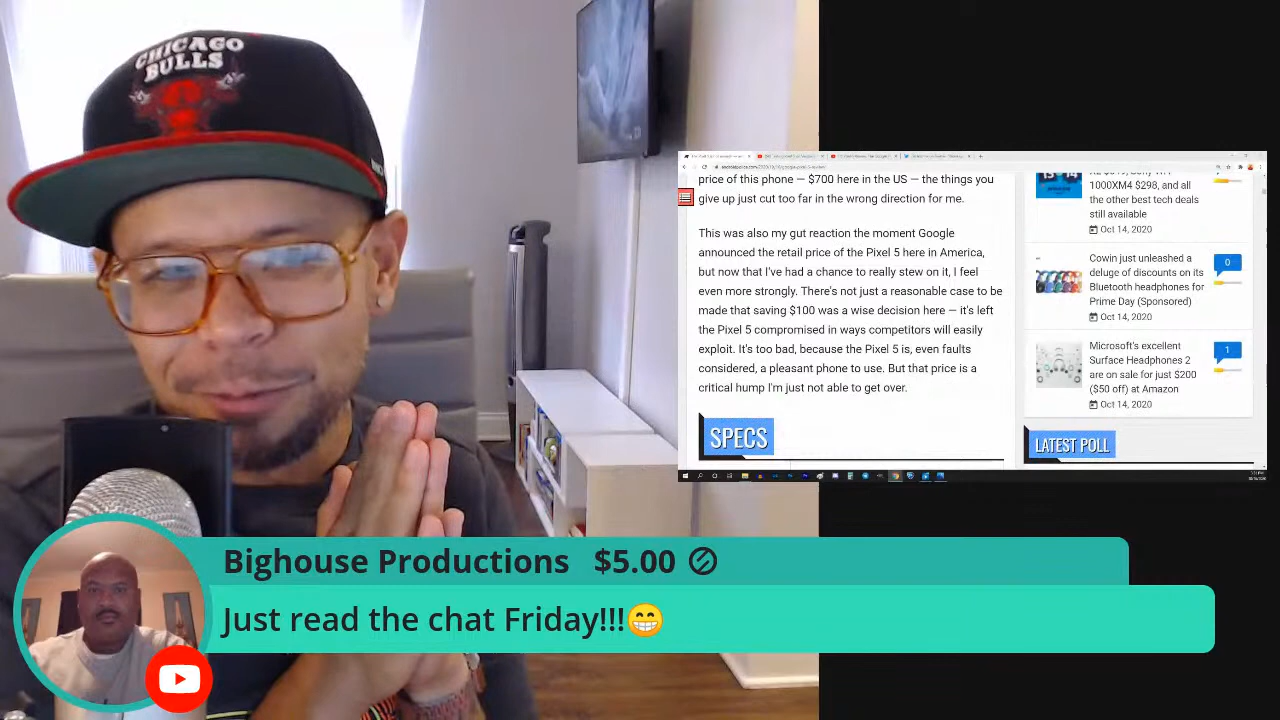 CHICAGO
BULLS
price of this phone — $700 here in the US — the things you
give up just cut too far in the wrong direction for me.
This was also my gut reaction the moment Google
announced the retail price of the Pixel 5 here in America,
but now that I've had a chance to really stew on it, I feel
even more strongly. There's not just a reasonable case to be
made that saving $100 was a wise decision here — it's left
the Pixel 5 compromised in ways competitors will easily
exploit. It's too bad, because the Pixel 5 is, even faults
considered, a pleasant phone to use. But that price is a
critical hump I'm just not able to get over.
SPECS
1000XM4 $298, and all
the other best tech deals
still available
Oct 14, 2020
Cowin just unleashed a
deluge of discounts on its
Bluetooth headphones for
Prime Day (Sponsored)
Oct 14, 2020
0
Microsoft's excellent
Surface Headphones 2
are on sale for just $200
($50 off) at Amazon
Oct 14, 2020
1
LATEST POLL
Bighouse Productions $5.00
Just read the chat Friday!!!😁